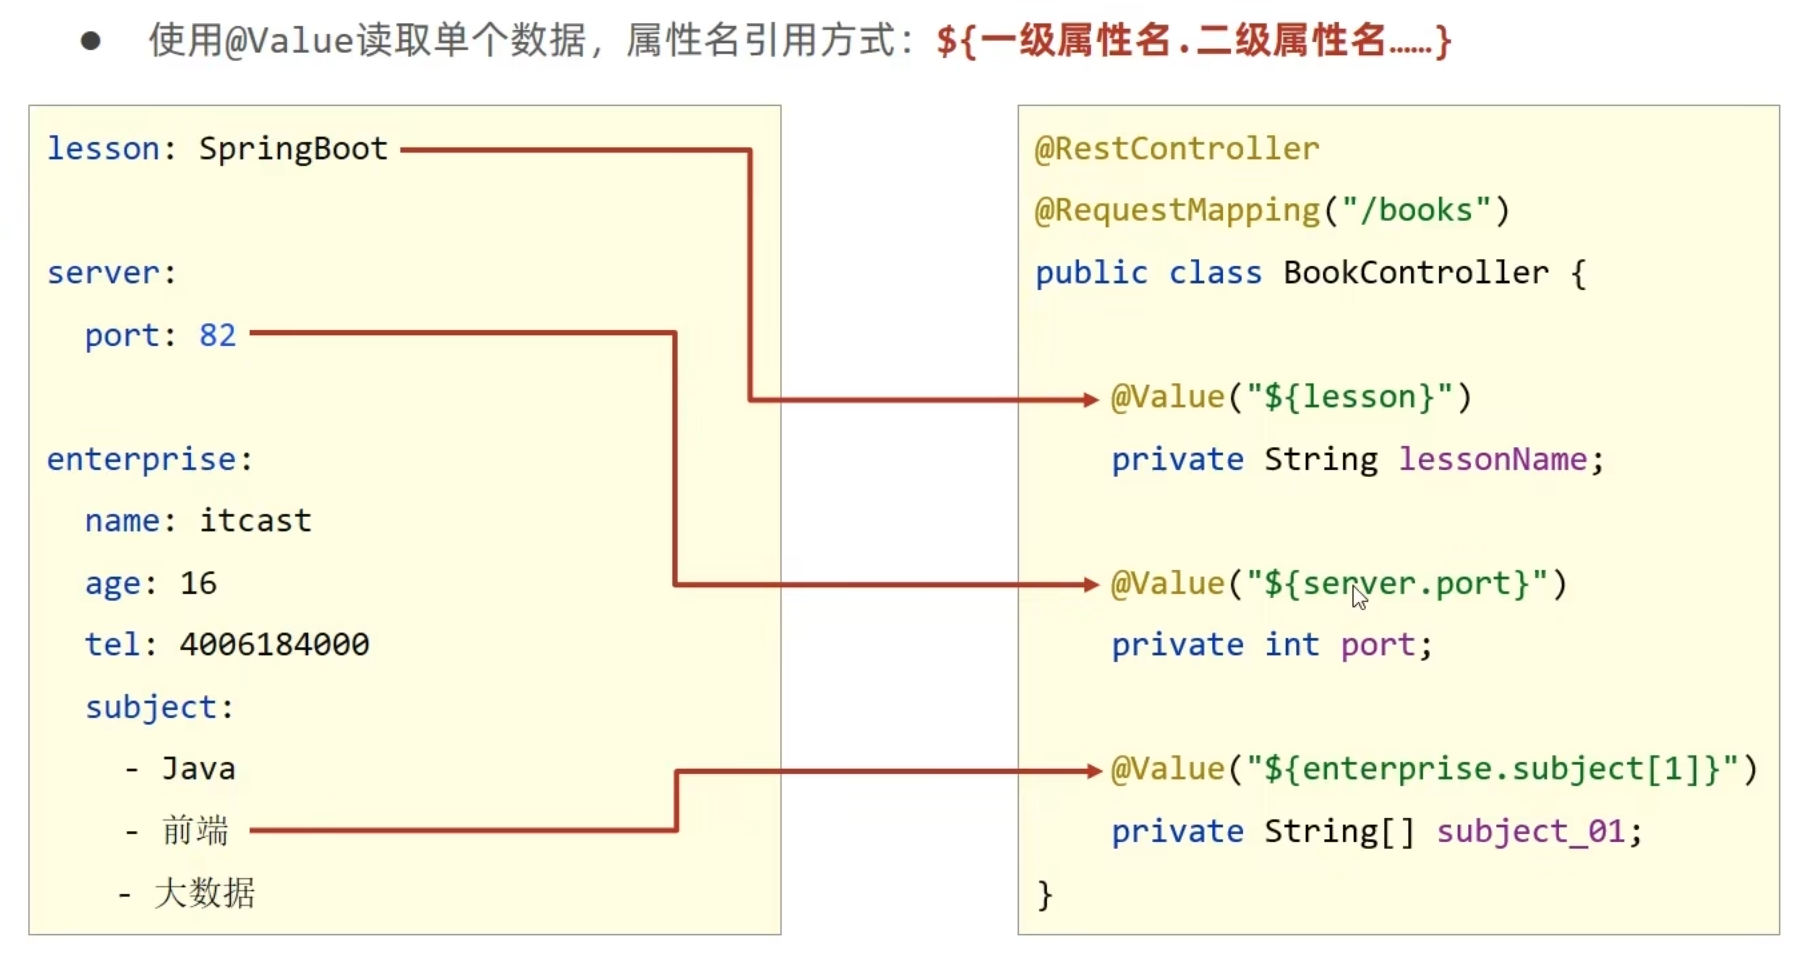 ● 使用@Value读取单个数据，属性名引用方式：${一级属性名.二级属性名……}
lesson: SpringBoot
server:
port: 82
enterprise:
name: itcast
age: 16
tel: 4006184000
subject:
- Java
- 前端
- 大数据
@RestController
@RequestMapping("/books")
public class BookController {
@Value("${lesson}")
private String lessonName;
@Value("${server.port}")
private int port;
@Value("${enterprise.subject[1]}")
private String[] subject_01;
}